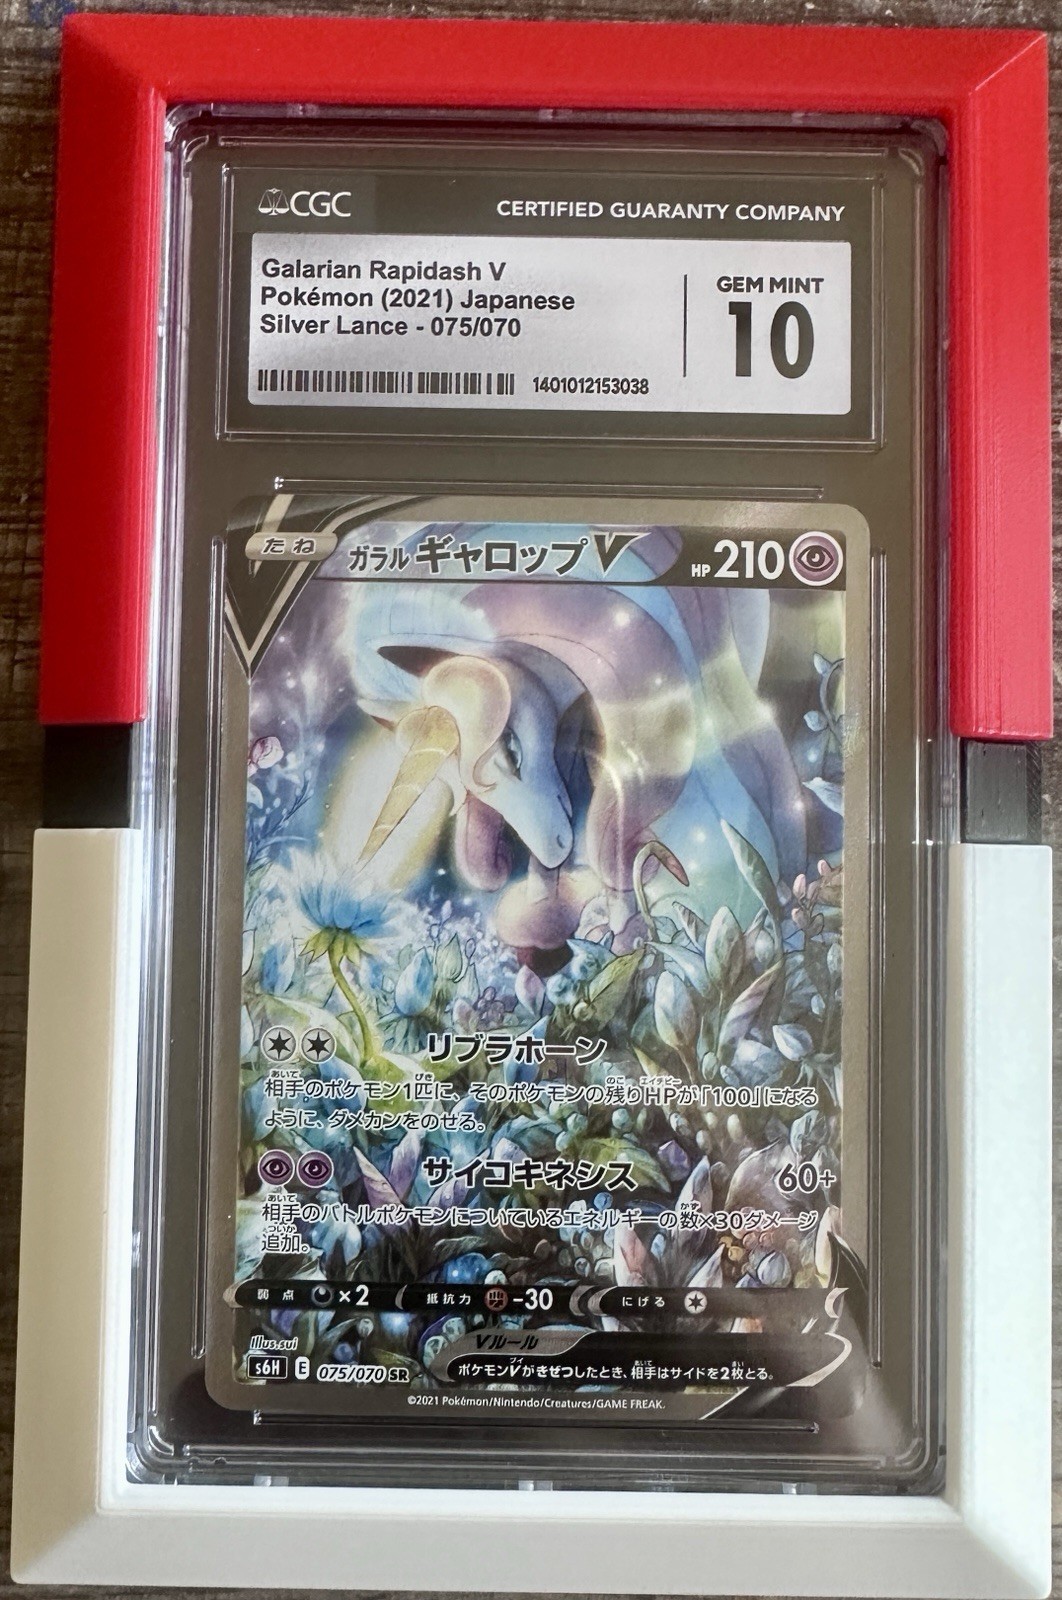 CGC
CERTIFIED GUARANTY COMPANY
Galarian Rapidash V
Pokémon (2021) Japanese
Silver Lance - 075/070
GEM MINT
10
1401012153038
たね
ガラル ギャロップV
HP 210
リブラホーン
相手のポケモン1匹に、そのポケモンの残りHPが「100」になる
ように、ダメカンをのせる。
サイコキネシス 60+
相手のバトルポケモンについているエネルギーの数×30ダメージ
追加。
弱点 ×2 抵抗力 -30 にげる
Illus.sui
Vルール
s6H E 075/070 SR
ポケモンVがきぜつしたとき、相手はサイドを2枚とる。
©2021 Pokémon/Nintendo/Creatures/GAME FREAK.